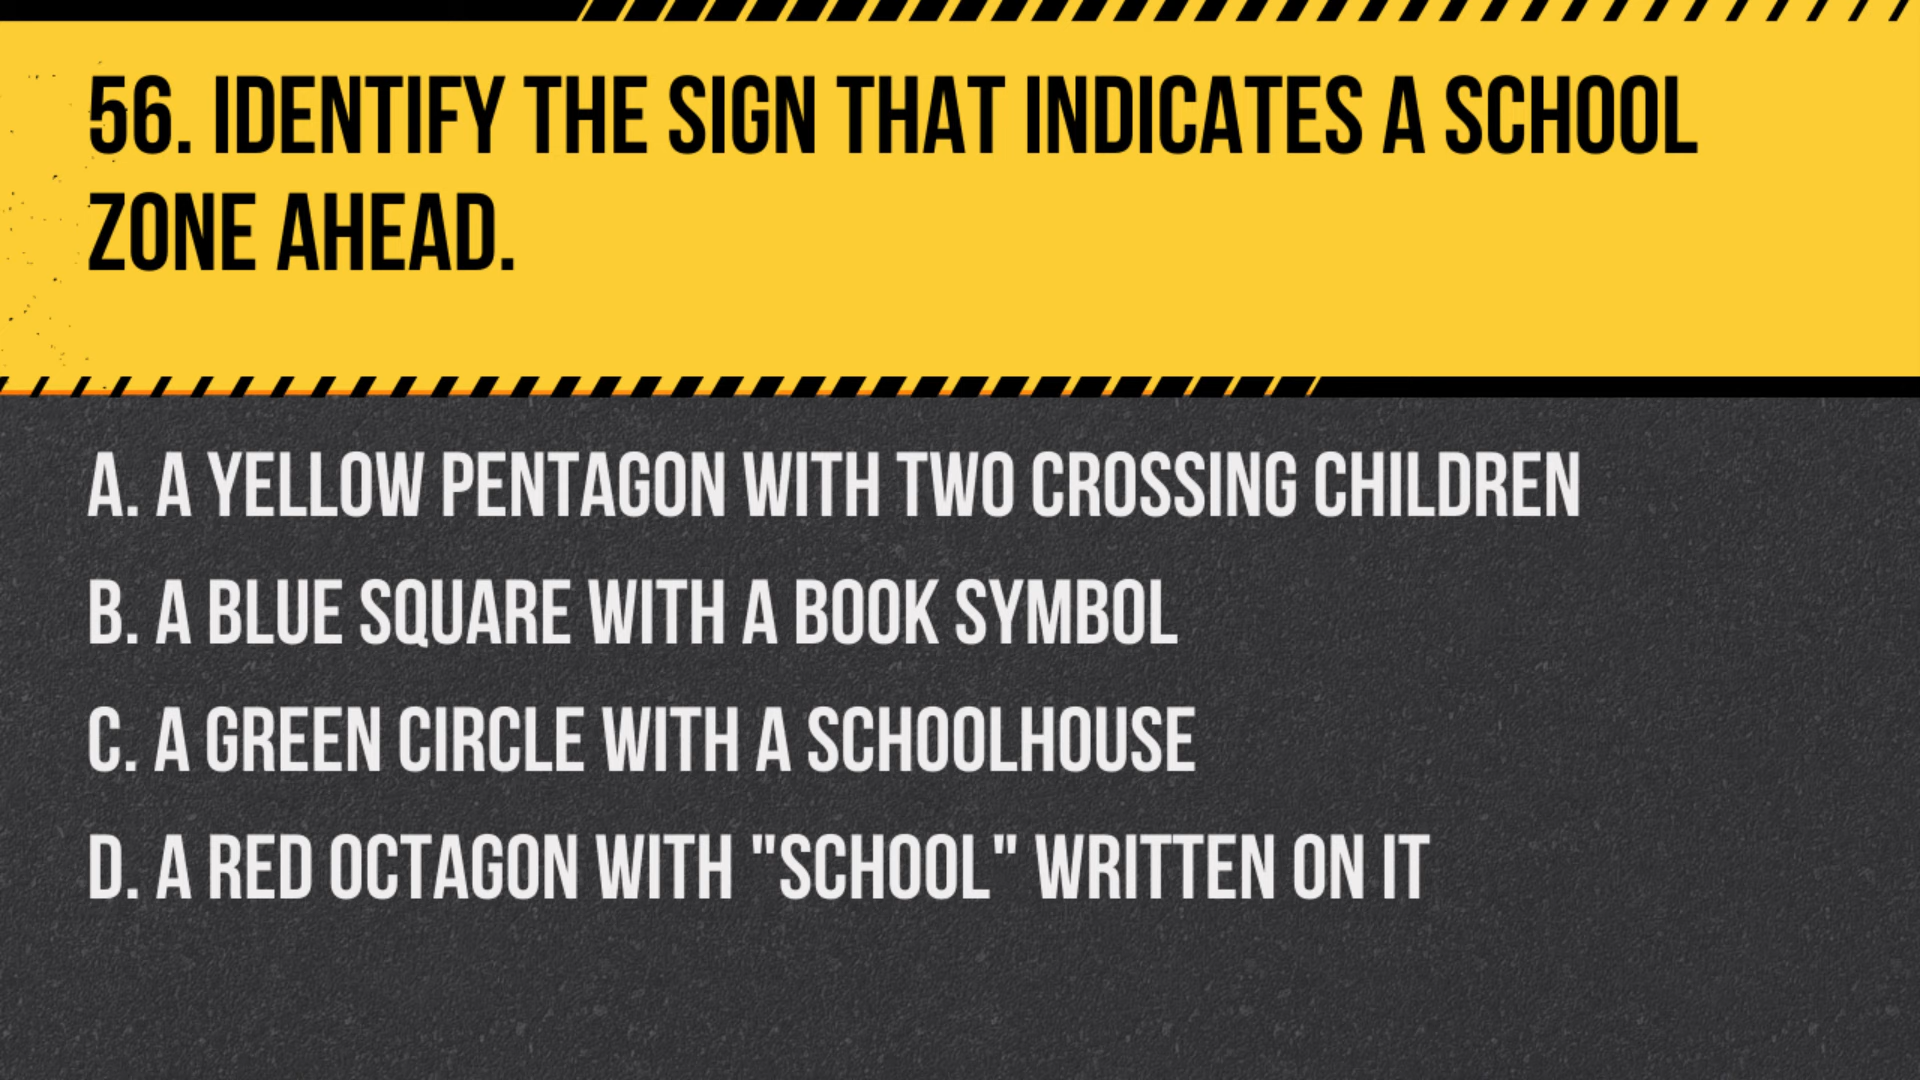 56. IDENTIFY THE SIGN THAT INDICATES A SCHOOL
ZONE AHEAD.
A. A YELLOW PENTAGON WITH TWO CROSSING CHILDREN
B. A BLUE SQUARE WITH A BOOK SYMBOL
C. A GREEN CIRCLE WITH A SCHOOLHOUSE
D. A RED OCTAGON WITH "SCHOOL" WRITTEN ON IT